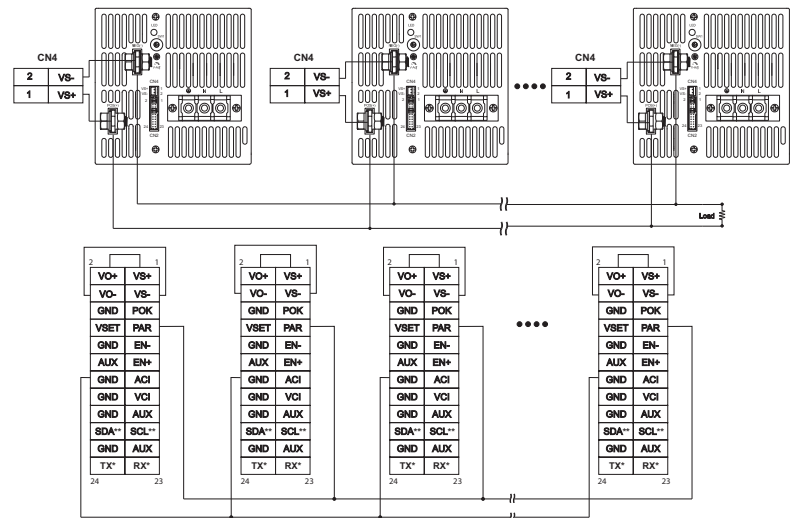 CN4
2 VS-
1 VS+
CN4
CN2
N L
CN4
2 VS-
1 VS+
CN4
CN2
N L
CN4
2 VS-
1 VS+
CN4
CN2
N L
Load
2 1
VO+ VS+
VO- VS-
GND POK
VSET PAR
GND EN-
AUX EN+
GND ACI
GND VCI
GND AUX
SDA** SCL**
GND AUX
TX* RX*
24 23
2 1
VO+ VS+
VO- VS-
GND POK
VSET PAR
GND EN-
AUX EN+
GND ACI
GND VCI
GND AUX
SDA** SCL**
GND AUX
TX* RX*
24 23
2 1
VO+ VS+
VO- VS-
GND POK
VSET PAR
GND EN-
AUX EN+
GND ACI
GND VCI
GND AUX
SDA** SCL**
GND AUX
TX* RX*
24 23
2 1
VO+ VS+
VO- VS-
GND POK
VSET PAR
GND EN-
AUX EN+
GND ACI
GND VCI
GND AUX
SDA** SCL**
GND AUX
TX* RX*
24 23